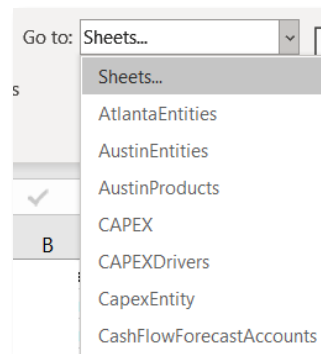 Go to: Sheets...
Sheets...
s
AtlantaEntities
AustinEntities
AustinProducts
CAPEX
B
CAPEXDrivers
CapexEntity
CashFlowForecastAccounts